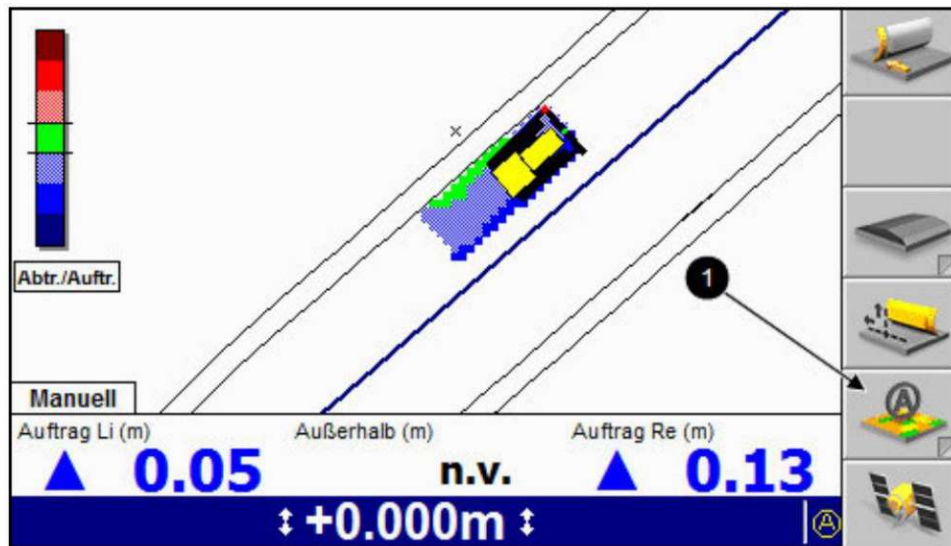 Abtr./Auftr.
1
Manuell
Auftrag Li (m) Außerhalb (m) Auftrag Re (m)
0.05 n.v. 0.13
+0.000m A
A